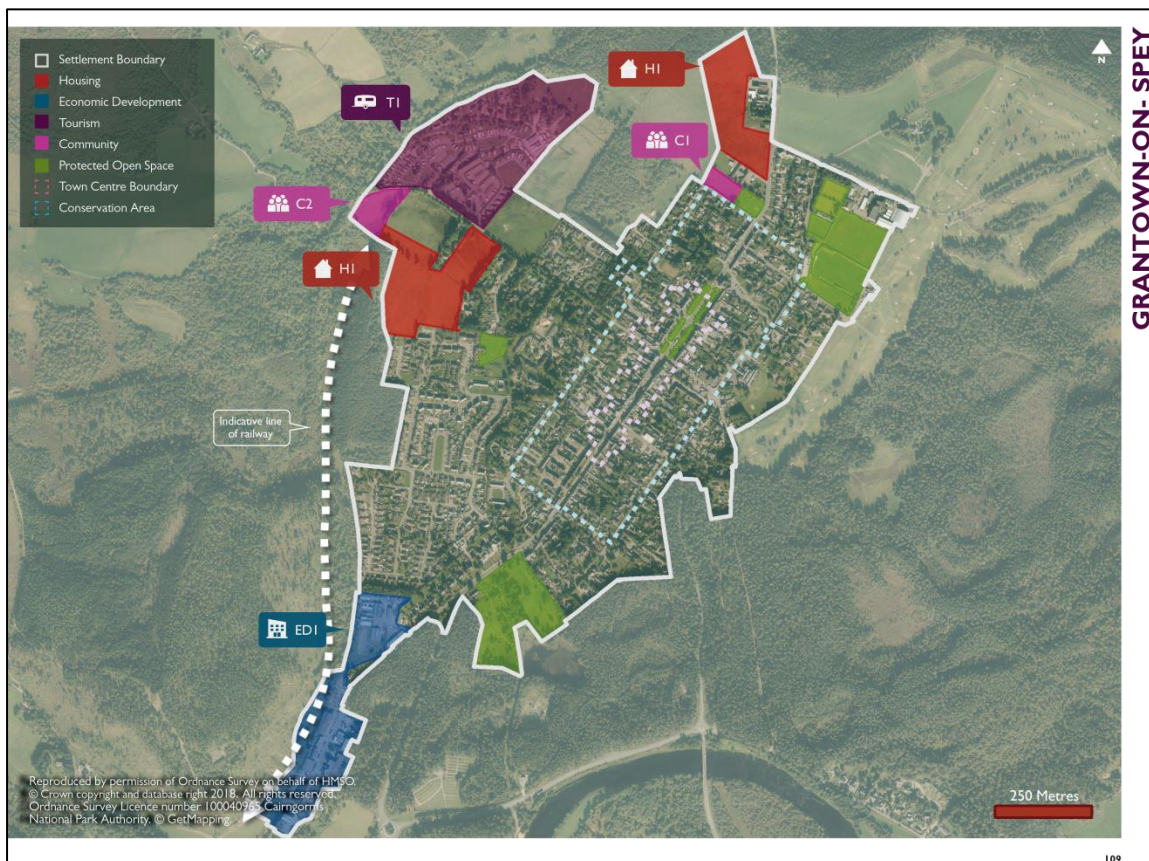 GRANTOWN-ON- SPEY
Settlement Boundary
Housing
Economic Development
Tourism
Community
Protected Open Space
Town Centre Boundary
Conservation Area
N
H1
T1
C1
C2
H1
Indicative line
of railway
ED1
Reproduced by permission of Ordnance Survey on behalf of HMSO.
© Crown copyright and database right 2018. All rights reserved.
Ordnance Survey Licence number 100040965 Cairngorms
National Park Authority. © GetMapping.
250 Metres
109